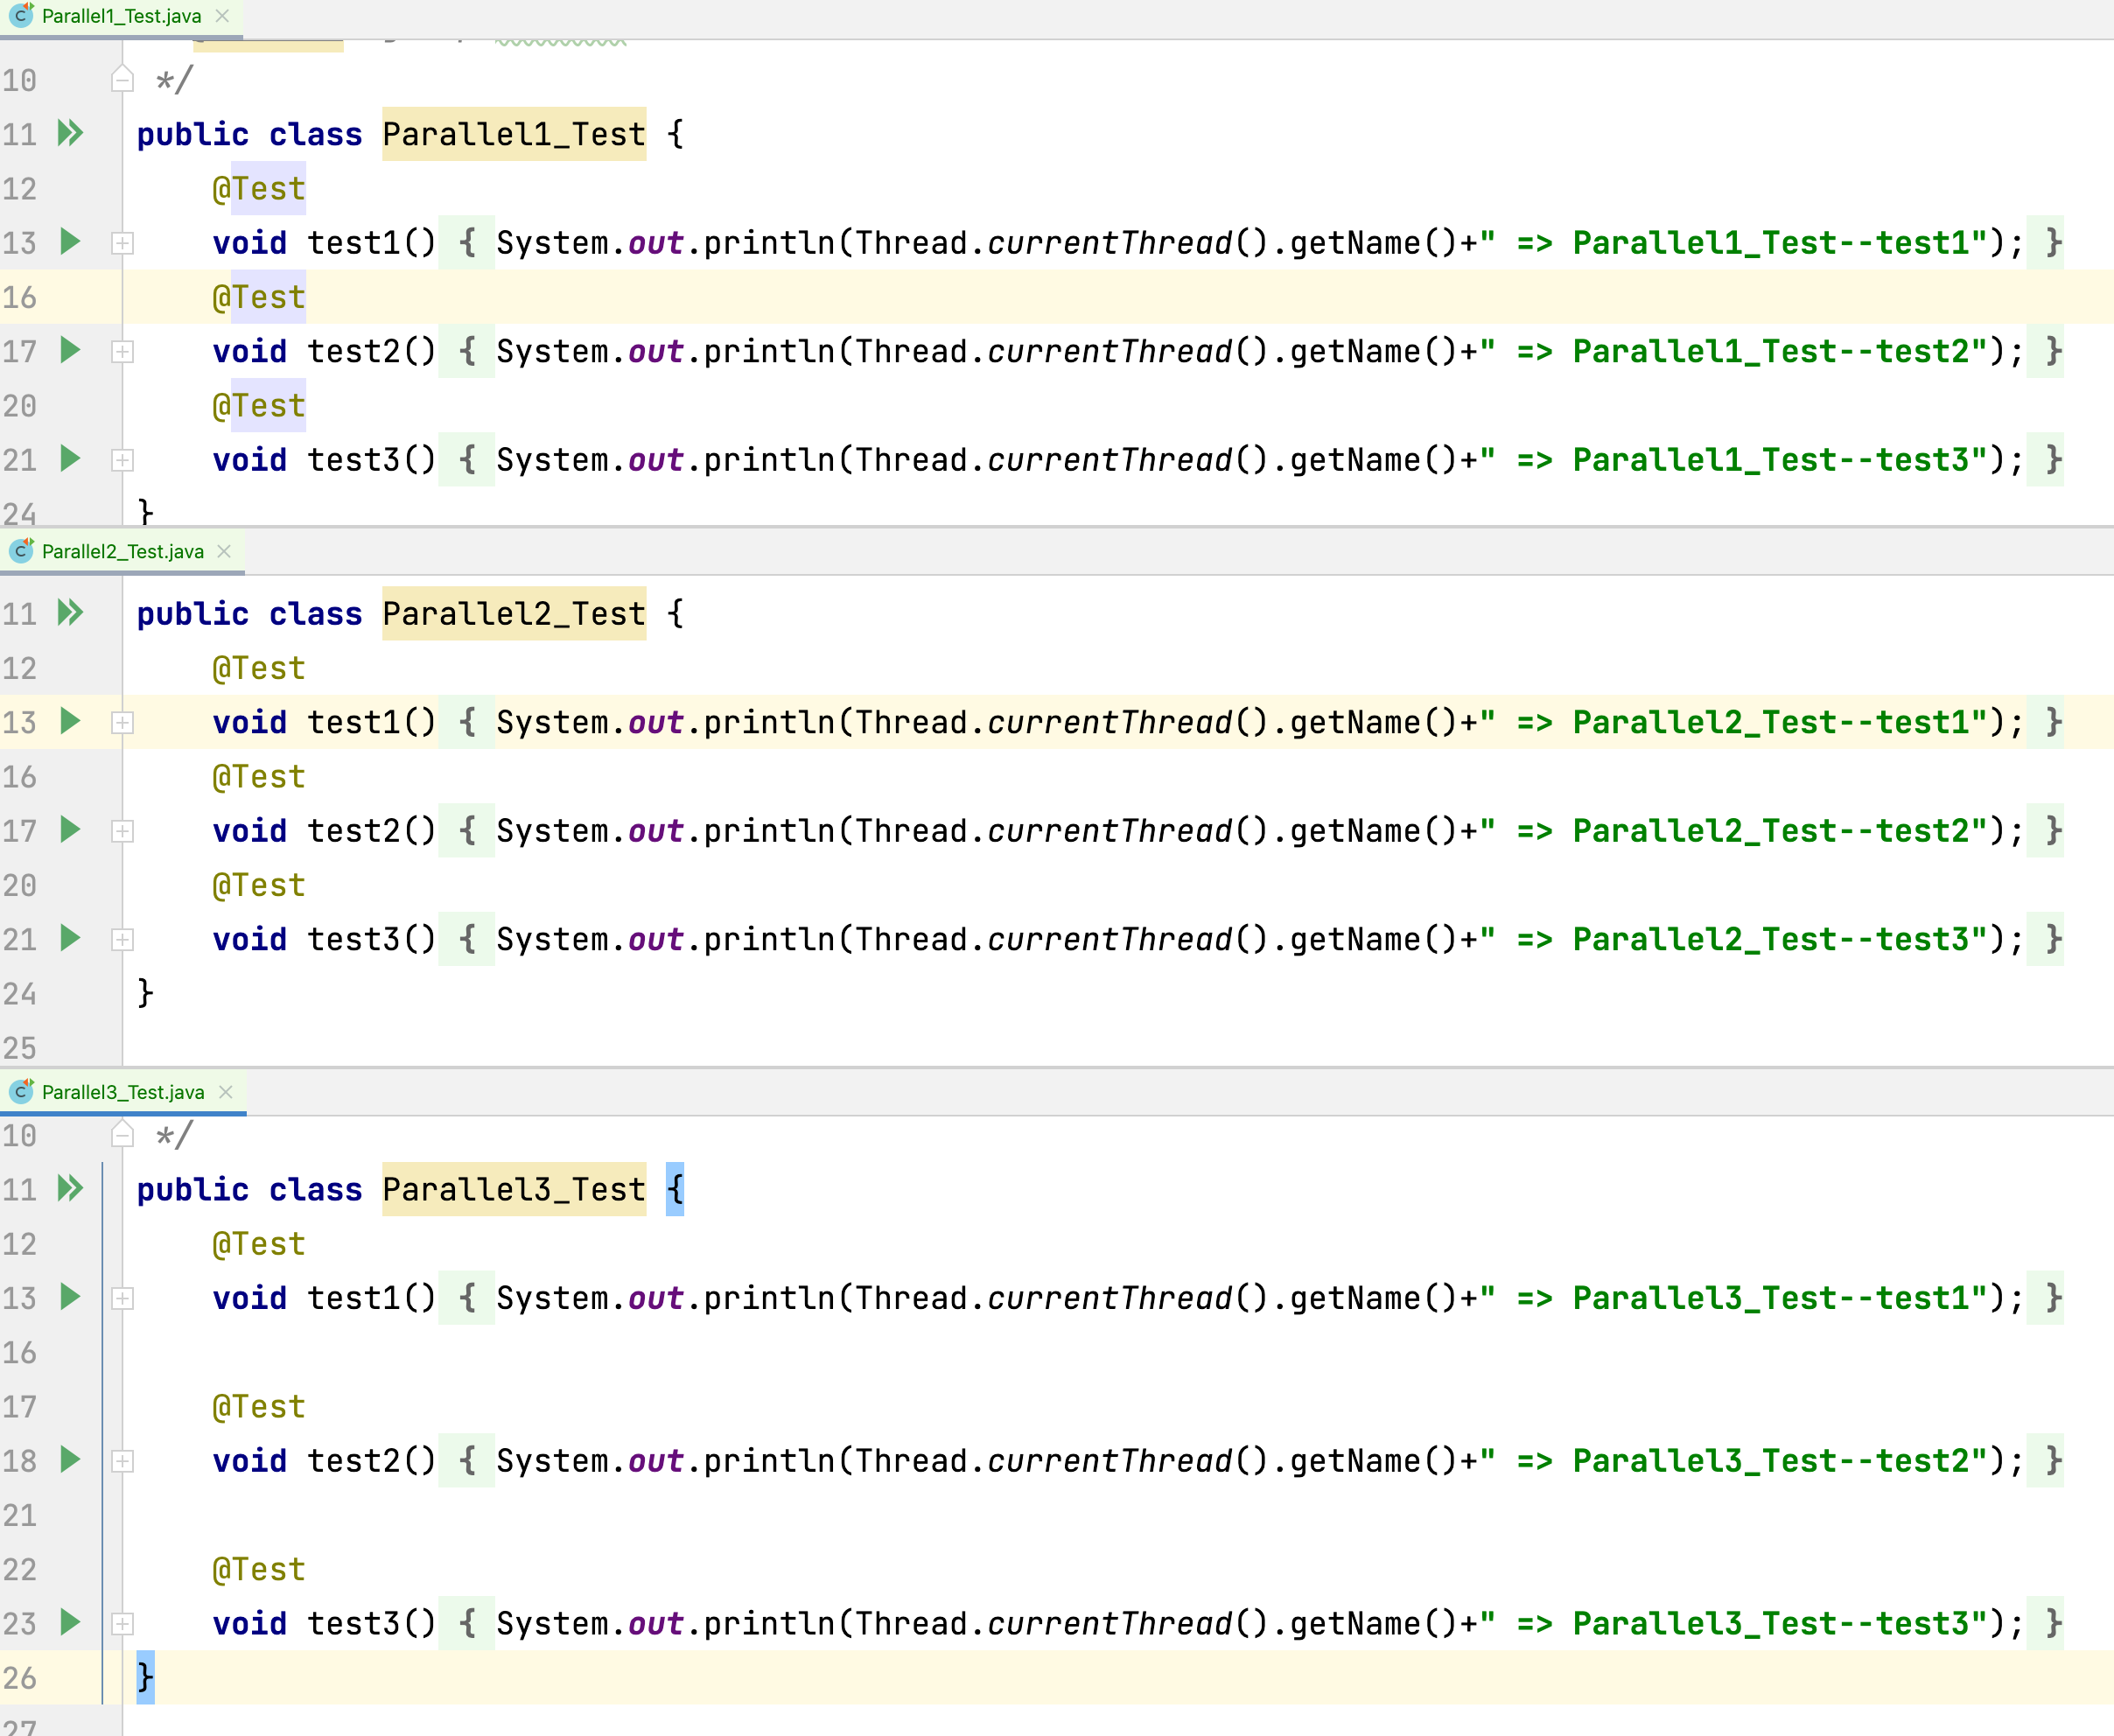 Parallel1_Test.java
10 */
11 public class Parallel1_Test {
12 @Test
13 void test1() { System.out.println(Thread.currentThread().getName()+" => Parallel1_Test--test1"); }
16 @Test
17 void test2() { System.out.println(Thread.currentThread().getName()+" => Parallel1_Test--test2"); }
20 @Test
21 void test3() { System.out.println(Thread.currentThread().getName()+" => Parallel1_Test--test3"); }
24 }
Parallel2_Test.java
11 public class Parallel2_Test {
12 @Test
13 void test1() { System.out.println(Thread.currentThread().getName()+" => Parallel2_Test--test1"); }
16 @Test
17 void test2() { System.out.println(Thread.currentThread().getName()+" => Parallel2_Test--test2"); }
20 @Test
21 void test3() { System.out.println(Thread.currentThread().getName()+" => Parallel2_Test--test3"); }
24 }
25
Parallel3_Test.java
10 */
11 public class Parallel3_Test {
12 @Test
13 void test1() { System.out.println(Thread.currentThread().getName()+" => Parallel3_Test--test1"); }
16
17 @Test
18 void test2() { System.out.println(Thread.currentThread().getName()+" => Parallel3_Test--test2"); }
21
22 @Test
23 void test3() { System.out.println(Thread.currentThread().getName()+" => Parallel3_Test--test3"); }
26 }
27